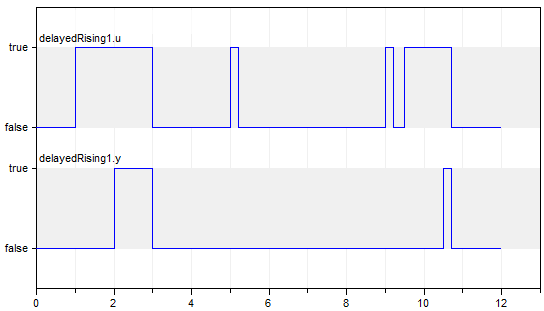 delayedRising1.u
true
false
delayedRising1.y
true
false
0 2 4 6 8 10 12